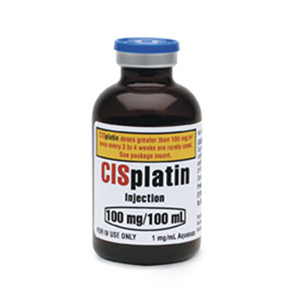 CISplatin doses greater than 100 mg/m²
once every 3 to 4 weeks are rarely used.
See package insert.
CISplatin
Injection
100 mg/100 mL
FOR IV USE ONLY 1 mg/mL Aqueous